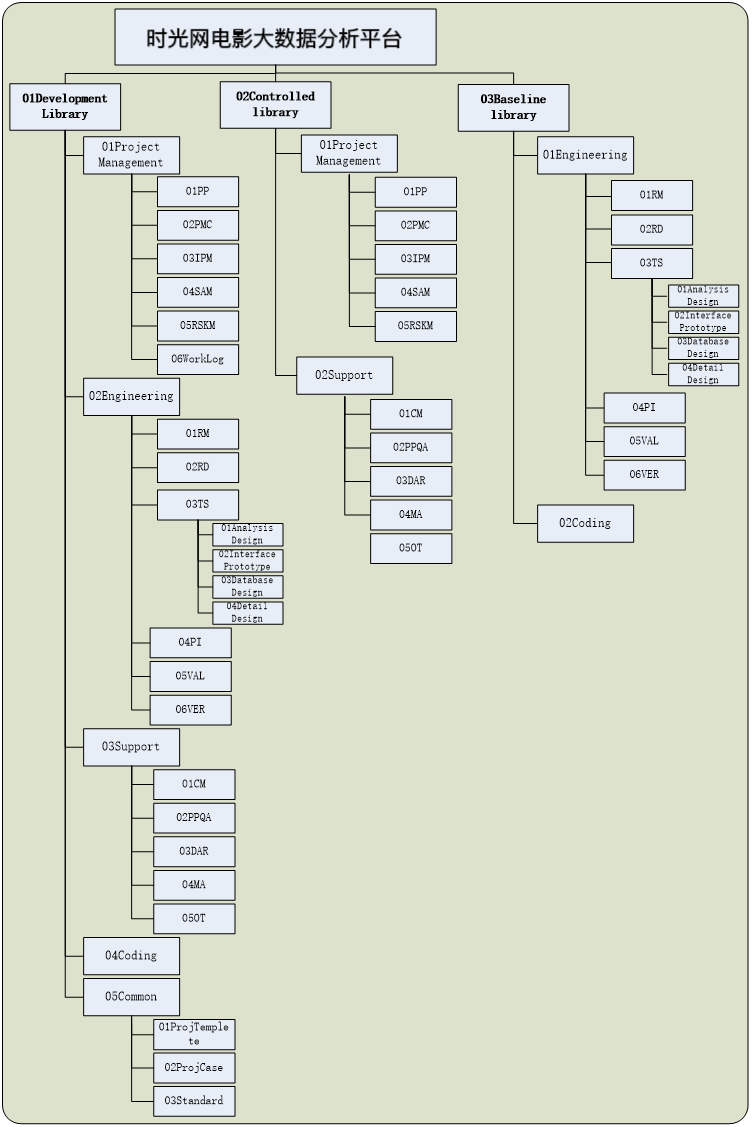 时光网电影大数据分析平台
01Development
Library
01Project
Management
01PP
02PMC
03IPM
04SAM
05RSKM
06WorkLog
02Engineering
01RM
02RD
03TS
01Analysis
Design
02Interface
Prototype
03Database
Design
04Detail
Design
04PI
05VAL
06VER
03Support
01CM
02PPQA
03DAR
04MA
05OT
04Coding
05Common
01ProjTemple
te
02ProjCase
03Standard
02Controlled
library
01Project
Management
01PP
02PMC
03IPM
04SAM
05RSKM
02Support
01CM
02PPQA
03DAR
04MA
05OT
03Baseline
library
01Engineering
01RM
02RD
03TS
01Analysis
Design
02Interface
Prototype
03Database
Design
04Detail
Design
04PI
05VAL
06VER
02Coding